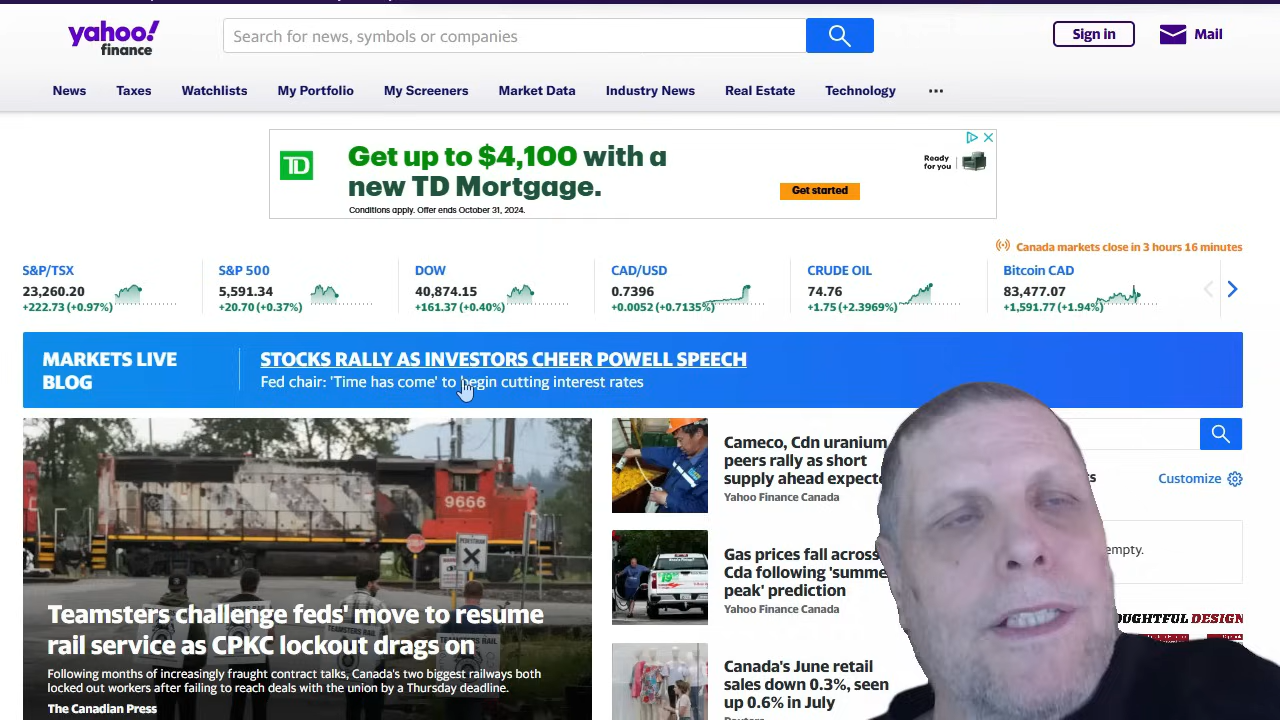 yahoo!
finance
Search for news, symbols or companies
Sign in
Mail
News Taxes Watchlists My Portfolio My Screeners Market Data Industry News Real Estate Technology ...
TD
Get up to $4,100 with a
new TD Mortgage.
Conditions apply. Offer ends October 31, 2024.
Get started
Ready
for you
Canada markets close in 3 hours 16 minutes
S&P/TSX
23,260.20
+222.73 (+0.97%)
S&P 500
5,591.34
+20.70 (+0.37%)
DOW
40,874.15
+161.37 (+0.40%)
CAD/USD
0.7396
+0.0052 (+0.7135%)
CRUDE OIL
74.76
+1.75 (+2.3969%)
Bitcoin CAD
83,477.07
+1,591.77 (+1.94%)
MARKETS LIVE
BLOG
STOCKS RALLY AS INVESTORS CHEER POWELL SPEECH
Fed chair: 'Time has come' to begin cutting interest rates
9666
Teamsters challenge feds' move to resume
rail service as CPKC lockout drags on
Following months of increasingly fraught contract talks, Canada's two biggest railways both
locked out workers after failing to reach deals with the union by a Thursday deadline.
The Canadian Press
Cameco, Cdn uranium
peers rally as short
supply ahead expecte
Yahoo Finance Canada
Gas prices fall across
Cda following 'summe
peak' prediction
Yahoo Finance Canada
Canada's June retail
sales down 0.3%, seen
up 0.6% in July
Customize
empty.
OUGHTFUL DESIGN